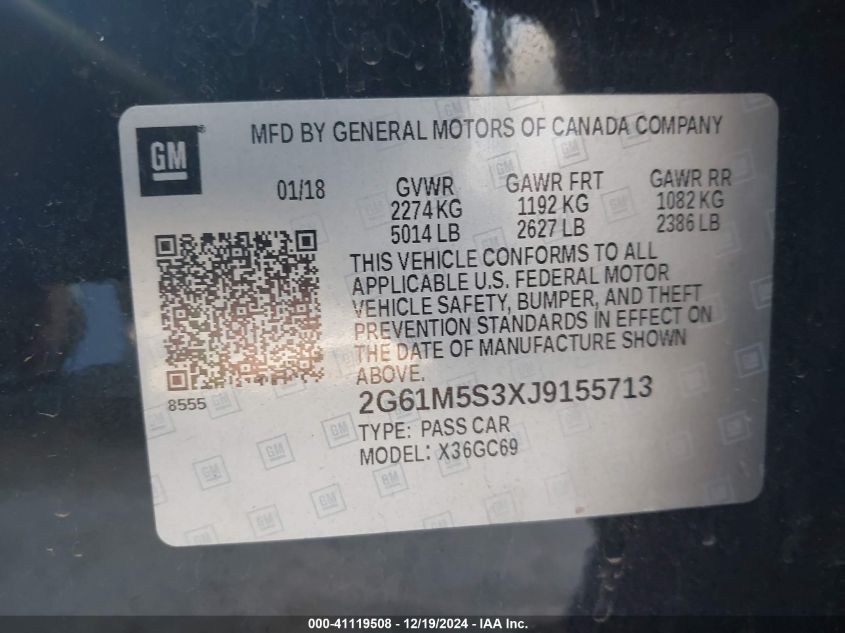 GM
MFD BY GENERAL MOTORS OF CANADA COMPANY
01/18
GVWR
2274 KG
5014 LB
GAWR FRT
1192 KG
2627 LB
GAWR RR
1082 KG
2386 LB
THIS VEHICLE CONFORMS TO ALL
APPLICABLE U.S. FEDERAL MOTOR
VEHICLE SAFETY, BUMPER, AND THEFT
PREVENTION STANDARDS IN EFFECT ON
THE DATE OF MANUFACTURE SHOWN
ABOVE.
8555
2G61M5S3XJ9155713
TYPE: PASS CAR
MODEL: X36GC69
000-41119508 - 12/19/2024 - IAA Inc.